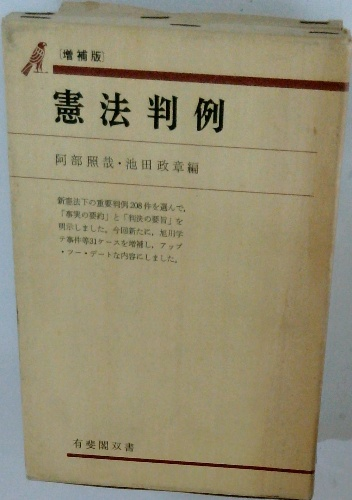 [増補版]
憲法判例
阿部照哉・池田政章編
新憲法下の重要判例208件を選んで,
「事実の要約」と「判決の要旨」を
明示しました。今回新たに,旭川学
テ事件等31ケースを増補し,アップ
・ツー・デートな内容にしました。
有斐閣双書